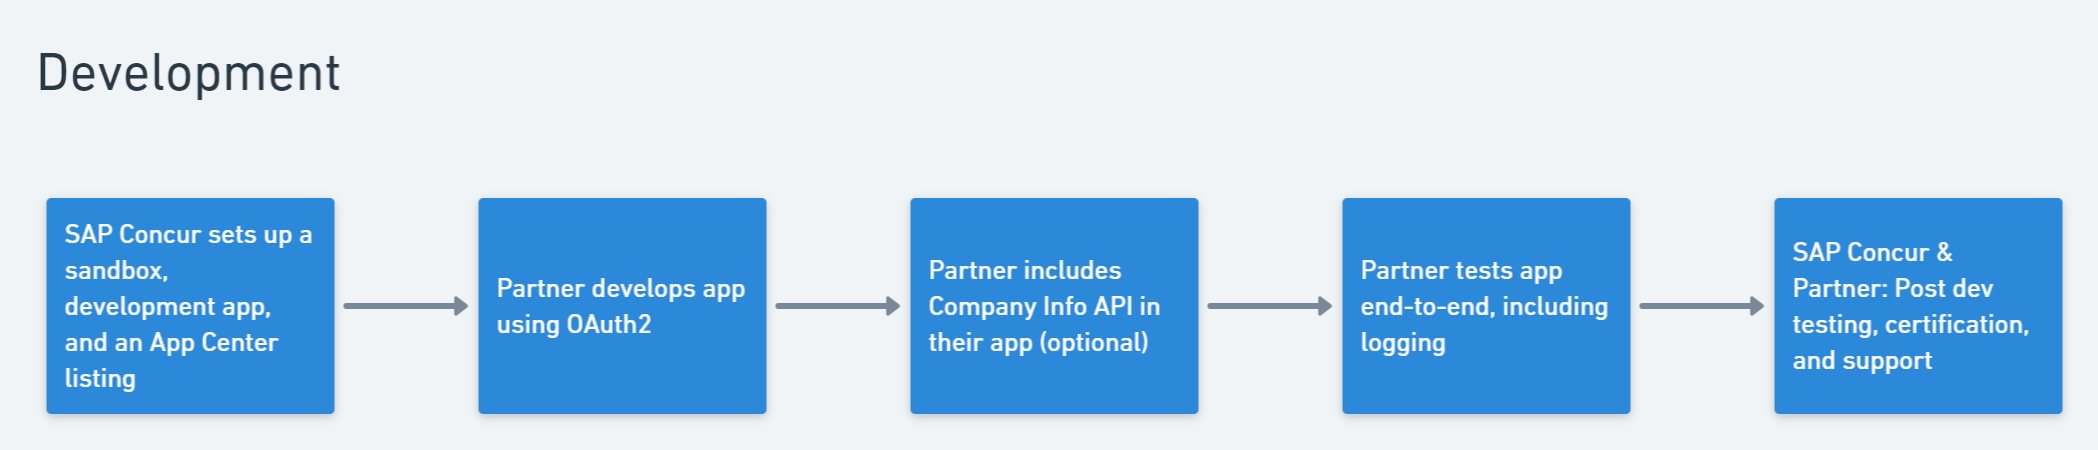 Development
SAP Concur sets up a
sandbox,
development app,
and an App Center
listing
Partner develops app
using OAuth2
Partner includes
Company Info API in
their app (optional)
Partner tests app
end-to-end, including
logging
SAP Concur &
Partner: Post dev
testing, certification,
and support